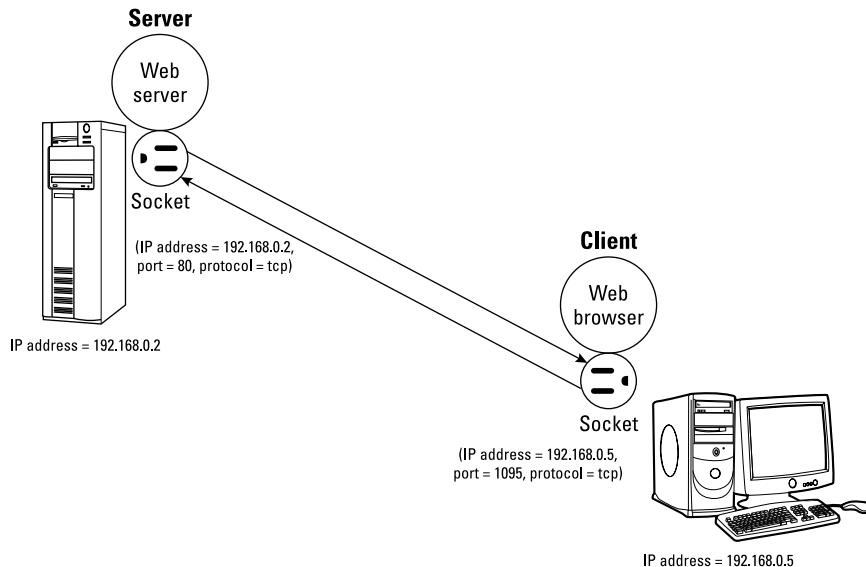 Server
Web
server
Socket
(IP address = 192.168.0.2,
port = 80, protocol = tcp)
IP address = 192.168.0.2
Client
Web
browser
Socket
(IP address = 192.168.0.5,
port = 1095, protocol = tcp)
IP address = 192.168.0.5